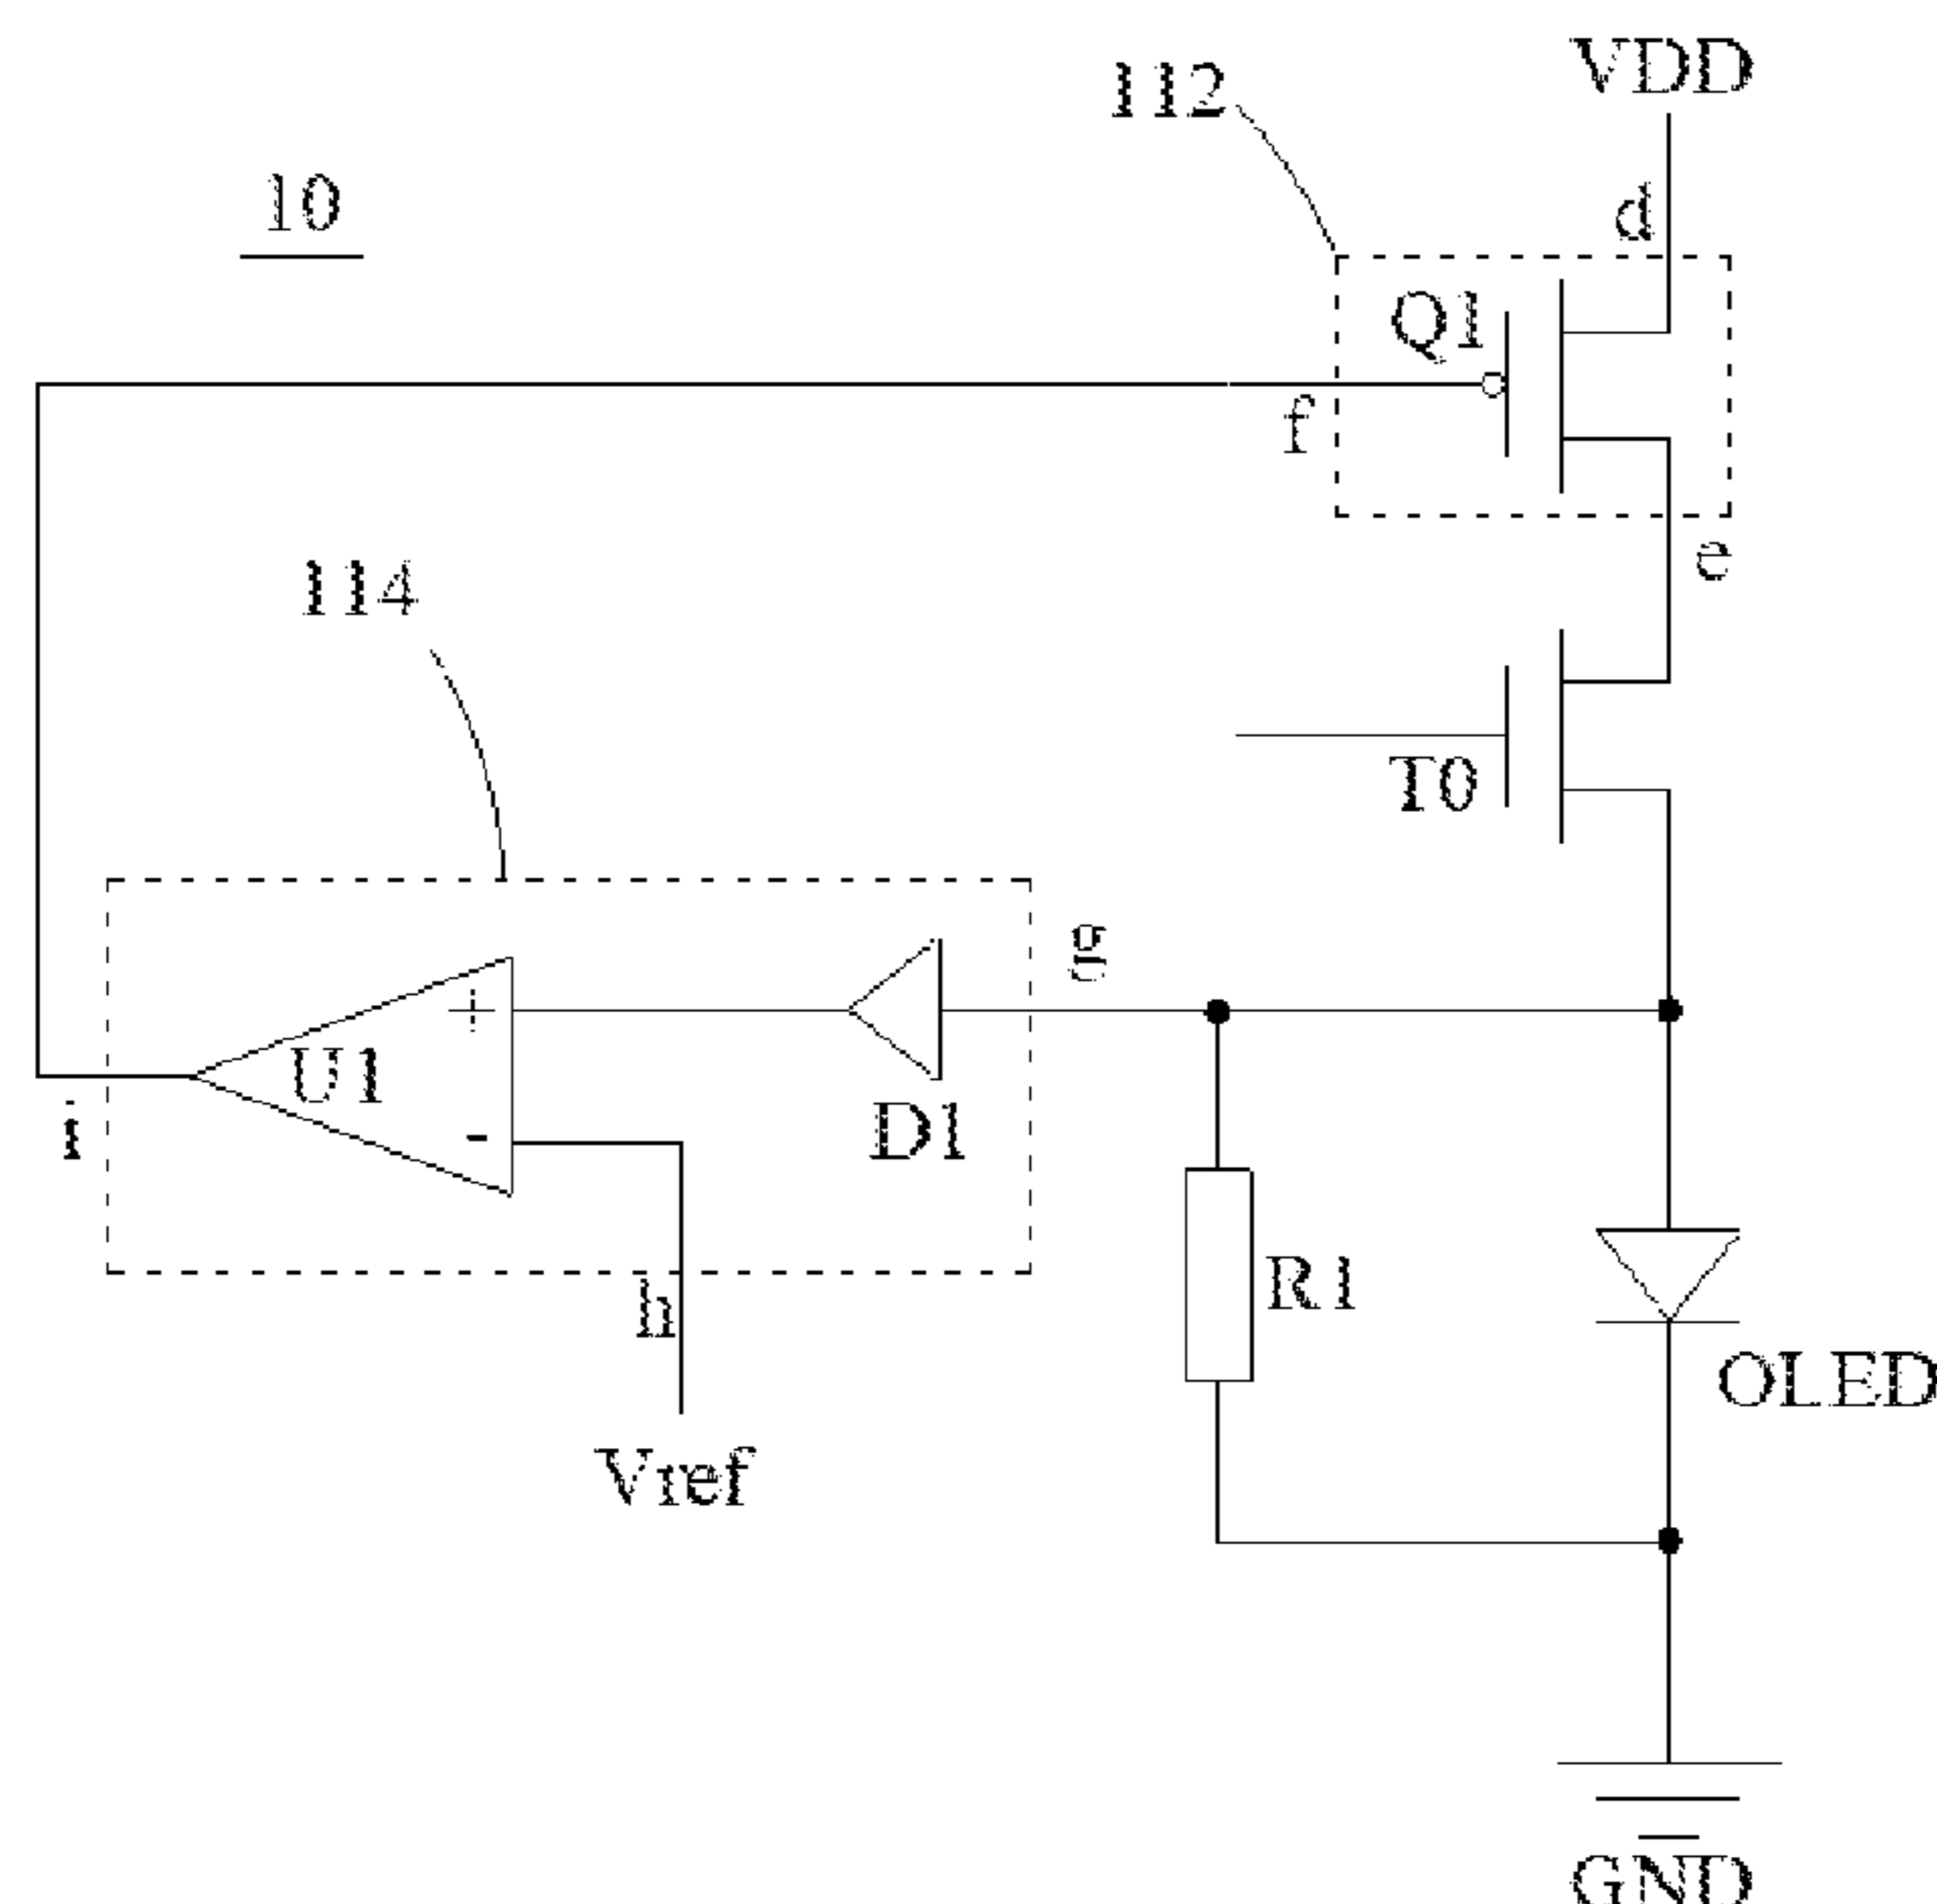 VDD
112
10
d
Q1
f
e
114
T0
g
+
U1
i
-
D1
h
R1
OLED
Vref
GND